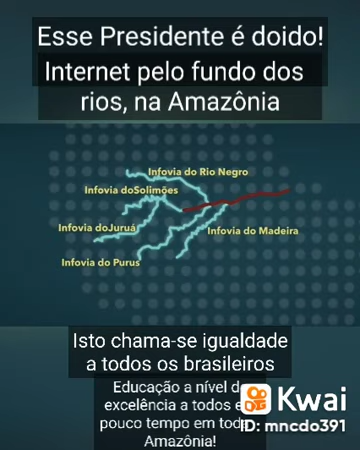 Esse Presidente é doido!
Internet pelo fundo dos
rios, na Amazônia
Infovia do Rio Negro
Infovia doSolimões
Infovia doJuruá
Infovia do Madeira
Infovia do Purus
Isto chama-se igualdade
a todos os brasileiros
Educação a nível de
excelência a todos
pouco tempo em
Amazônia!
Kwai
ID: mncdo391